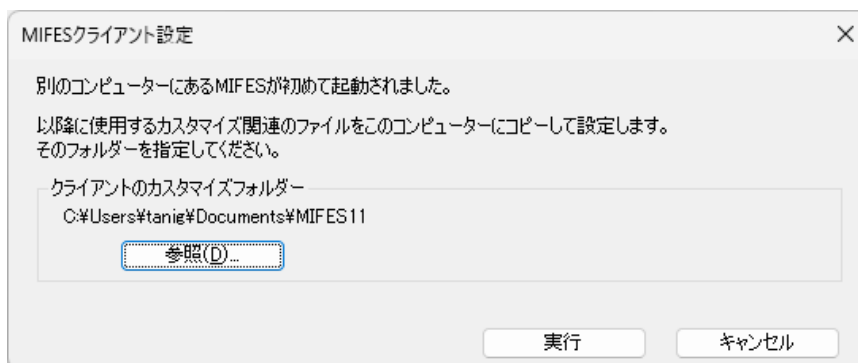 MIFESクライアント設定
別のコンピューターにあるMIFESが初めて起動されました。
以降に使用するカスタマイズ関連のファイルをこのコンピューターにコピーして設定します。
そのフォルダーを指定してください。
クライアントのカスタマイズフォルダー
C:¥Users¥tanig¥Documents¥MIFES11
参照(D)...
実行
キャンセル